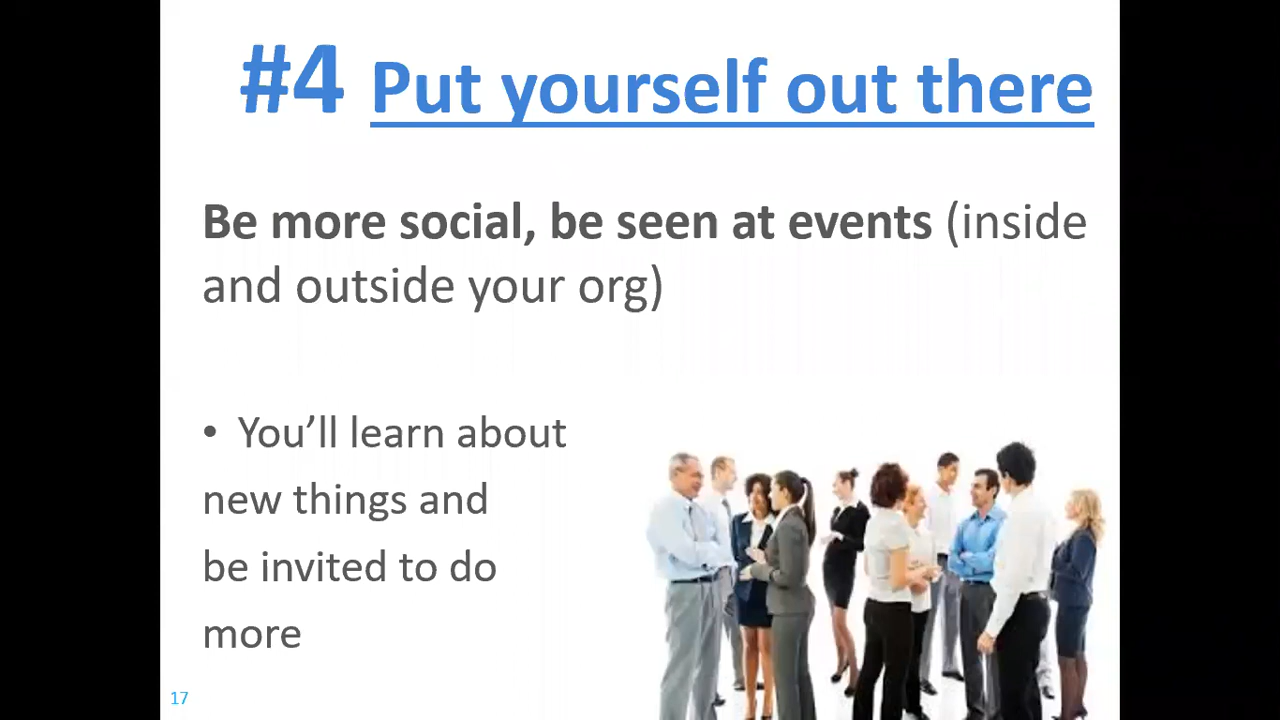 #4 Put yourself out there
Be more social, be seen at events (inside
and outside your org)
• You’ll learn about
new things and
be invited to do
more
17